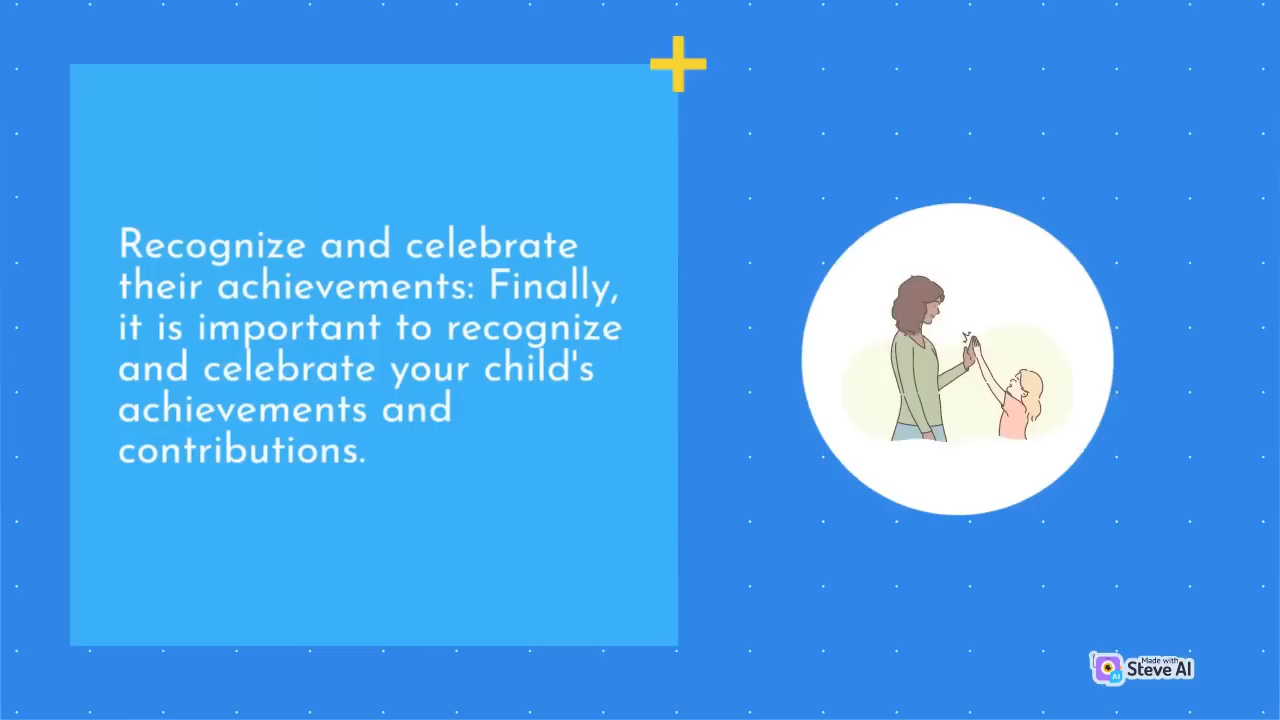 Recognize and celebrate
their achievements: Finally,
it is important to recognize
and celebrate your child's
achievements and
contributions.
Made with
Steve AI
AI